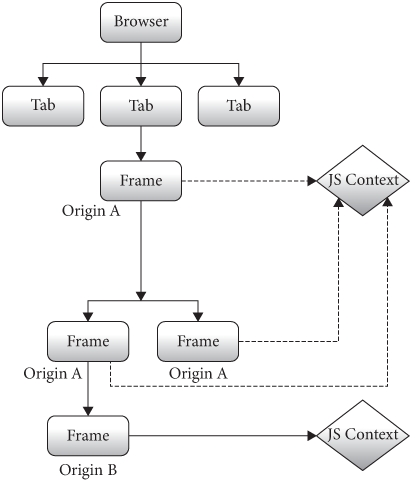 Browser
Tab
Tab
Tab
Frame
JS Context
Origin A
Frame
Frame
Origin A
Origin A
Frame
JS Context
Origin B